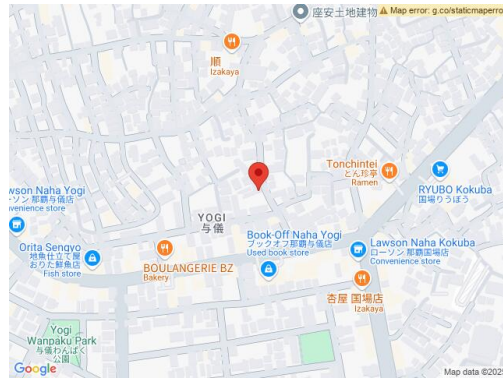 座安土地建物
Map error: g.co/staticmaperro
順
Izakaya
Tonchintei
とん珍亭
Ramen
RYUBO Kokuba
国場りうぼう
wson Naha Yogi
ーソン 那覇与儀店
onvenience store
YOGI
与儀
Orita Sengyo
地魚仕立て屋
おりた鮮魚店
Fish store
BOULANGERIE BZ
Bakery
Book-Off Naha Yogi
ブックオフ那覇与儀店
Used book store
Lawson Naha Kokuba
ローソン 那覇国場店
Convenience store
杏屋 国場店
Izakaya
Yogi
Wanpaku Park
与儀わんぱく
公園
Google
Map data ©202